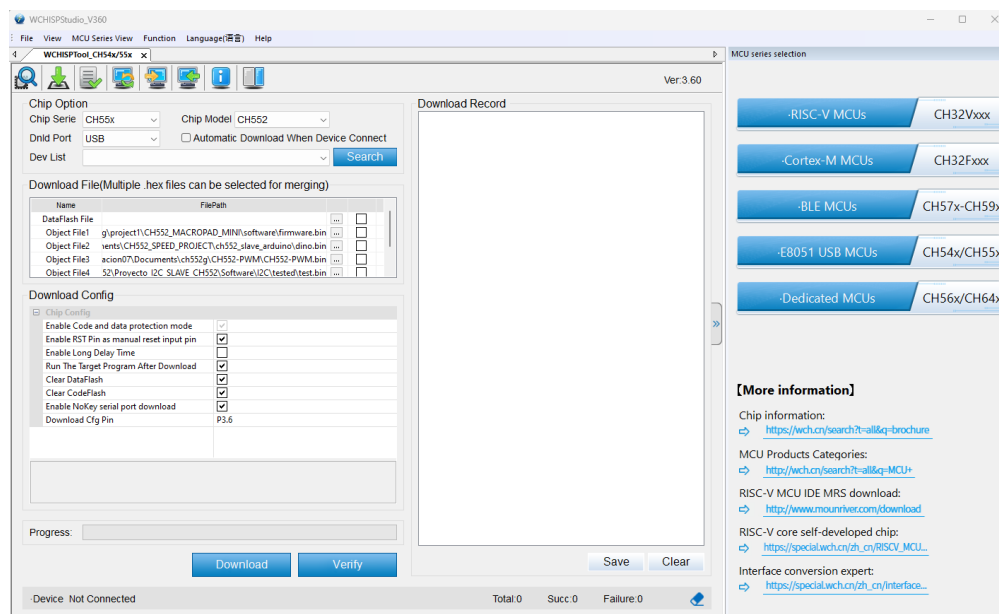 WCHISPStudio_V360
File View MCU Series View Function Language(语言) Help
WCHISPTool_CH54x/55x x
MCU series selection
Ver:3.60
Chip Option
Chip Serie CH55x Chip Model CH552
Dnld Port USB Automatic Download When Device Connect
Dev List Search
Download File(Multiple .hex files can be selected for merging)
Name FilePath
DataFlash File ...
Object File1 g\project1\CH552_MACROPAD_MINI\software\firmware.bin ...
Object File2 ents\CH552_SPEED_PROJECT\ch552_slave_arduino\dino.bin ...
Object File3 acion07\Documents\ch552g\CH552-PWM\CH552-PWM.bin ...
Object File4 52\Proyecto I2C SLAVE CH552\Software\I2C\tested\test.bin ...
Download Config
Chip Config
Enable Code and data protection mode
Enable RST Pin as manual reset input pin
Enable Long Delay Time
Run The Target Program After Download
Clear DataFlash
Clear CodeFlash
Enable NoKey serial port download
Download Cfg Pin P3.6
Progress:
Download Verify
Download Record
Save Clear
·Device Not Connected Total:0 Succ:0 Failure:0
·RISC-V MCUs CH32Vxxx
·Cortex-M MCUs CH32Fxxx
·BLE MCUs CH57x-CH59x
·E8051 USB MCUs CH54x/CH55x
·Dedicated MCUs CH56x/CH64x
【More information】
Chip information:
https://wch.cn/search?t=all&q=brochure
MCU Products Categories:
http://wch.cn/search?t=all&q=MCU+
RISC-V MCU IDE MRS download:
http://www.mounriver.com/download
RISC-V core self-developed chip:
https://special.wch.cn/zh_cn/RISCV_MCU...
Interface conversion expert:
https://special.wch.cn/zh_cn/interface...